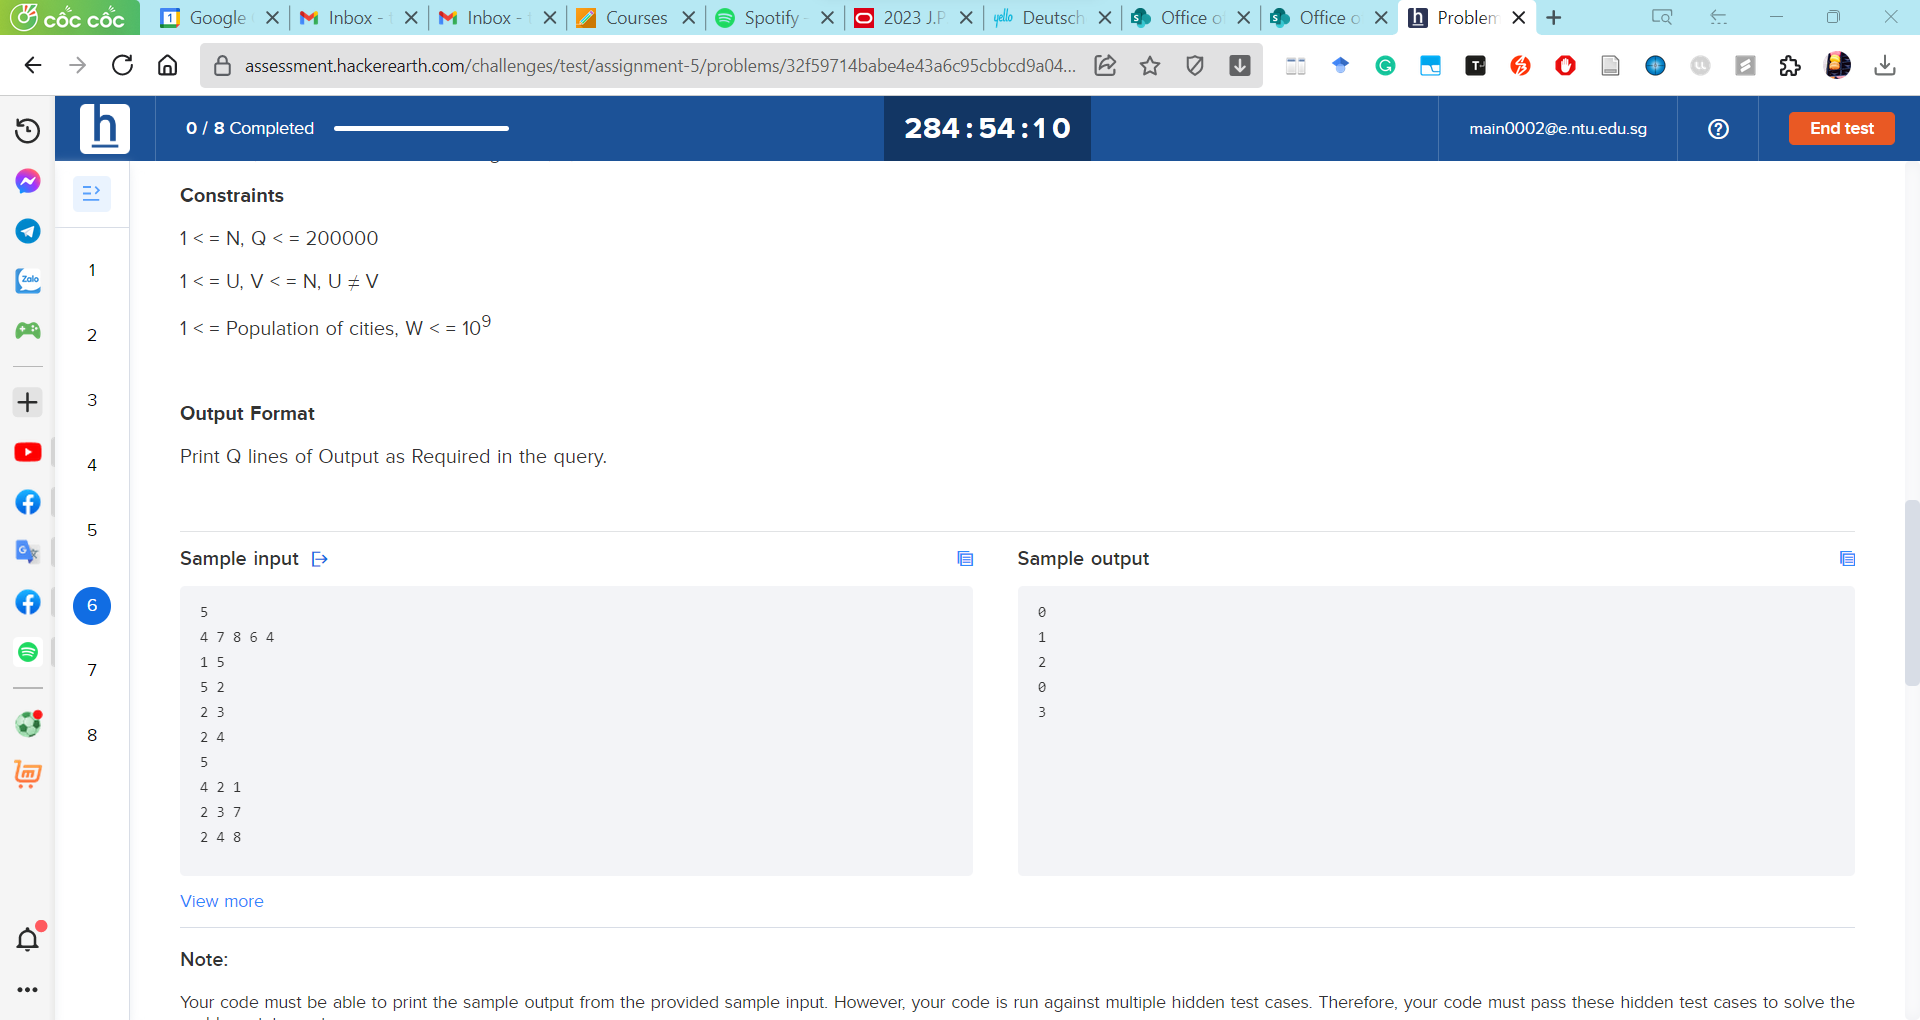 cốc cốc
Google
Inbox -
Inbox -
Courses
Spotify -
2023 J.P
yello Deutsch
Office o
Office o
Problem
assessment.hackerearth.com/challenges/test/assignment-5/problems/32f59714babe4e43a6c95cbbcd9a04...
0 / 8 Completed
284:54:10
main0002@e.ntu.edu.sg
End test
Zalo
1
2
3
4
5
6
7
8
Constraints
1 < = N, Q < = 200000
1 < = U, V < = N, U ≠ V
1 < = Population of cities, W < = 10⁹
Output Format
Print Q lines of Output as Required in the query.
Sample input
5
4 7 8 6 4
1 5
5 2
2 3
2 4
5
4 2 1
2 3 7
2 4 8
View more
Sample output
0
1
2
0
3
Note:
Your code must be able to print the sample output from the provided sample input. However, your code is run against multiple hidden test cases. Therefore, your code must pass these hidden test cases to solve the